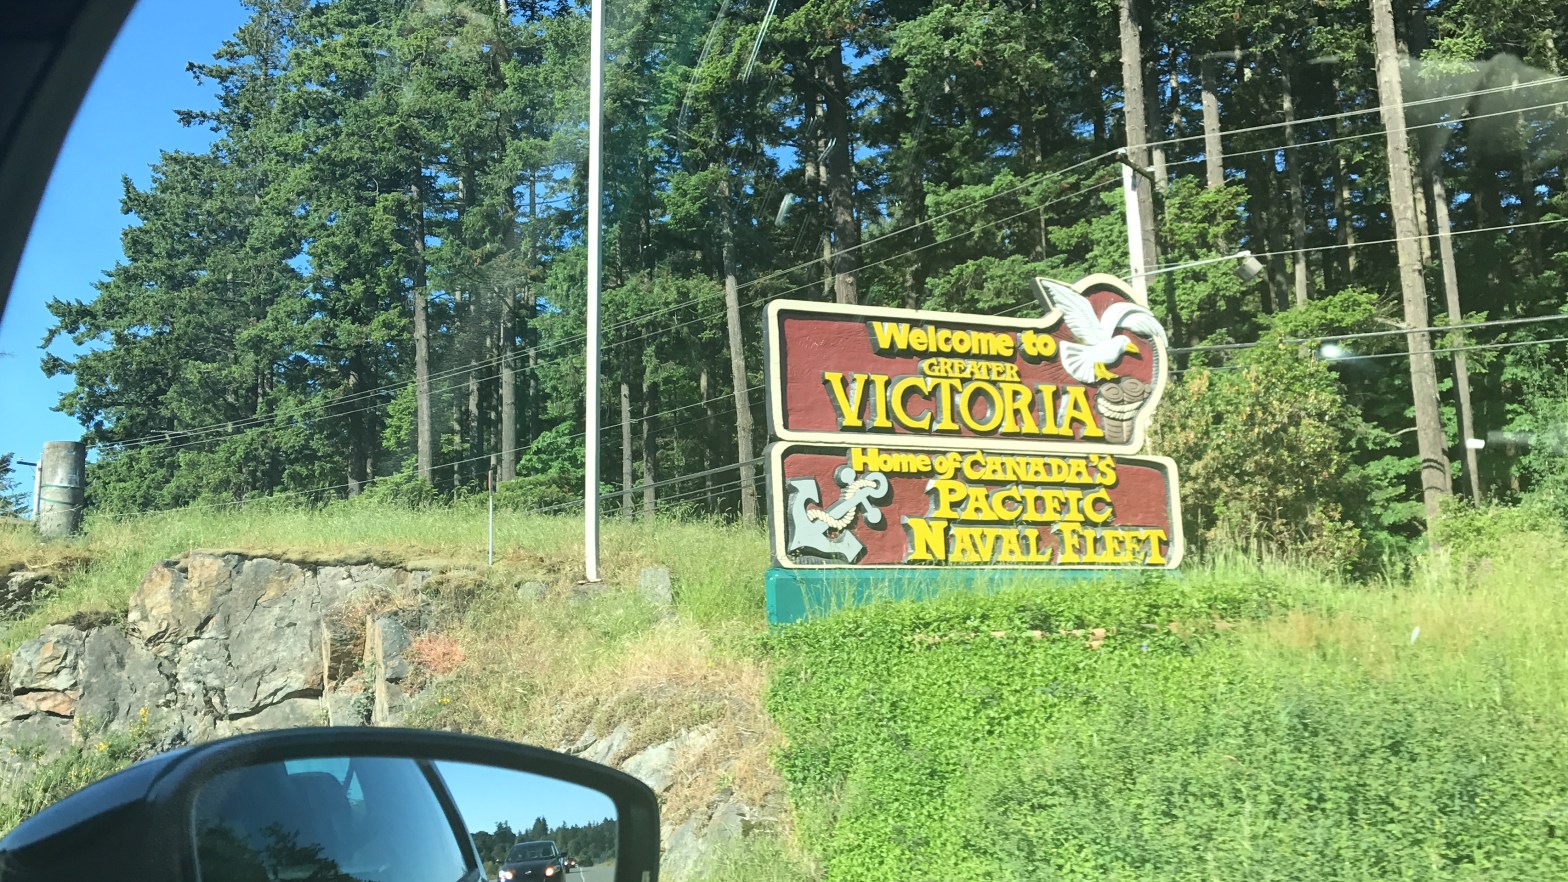 Welcome to
GREATER
VICTORIA
Home of CANADA'S
PACIFIC
NAVAL FLEET